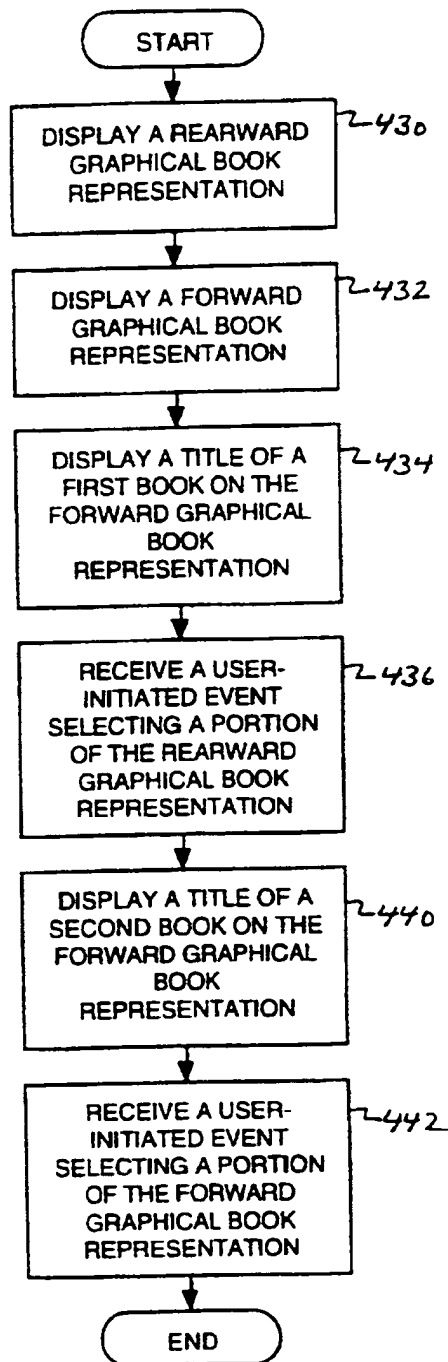 START
430
DISPLAY A REARWARD
GRAPHICAL BOOK
REPRESENTATION
432
DISPLAY A FORWARD
GRAPHICAL BOOK
REPRESENTATION
434
DISPLAY A TITLE OF A
FIRST BOOK ON THE
FORWARD GRAPHICAL
BOOK
REPRESENTATION
436
RECEIVE A USER-
INITIATED EVENT
SELECTING A PORTION
OF THE REARWARD
GRAPHICAL BOOK
REPRESENTATION
440
DISPLAY A TITLE OF A
SECOND BOOK ON THE
FORWARD GRAPHICAL
BOOK
REPRESENTATION
442
RECEIVE A USER-
INITIATED EVENT
SELECTING A PORTION
OF THE FORWARD
GRAPHICAL BOOK
REPRESENTATION
END